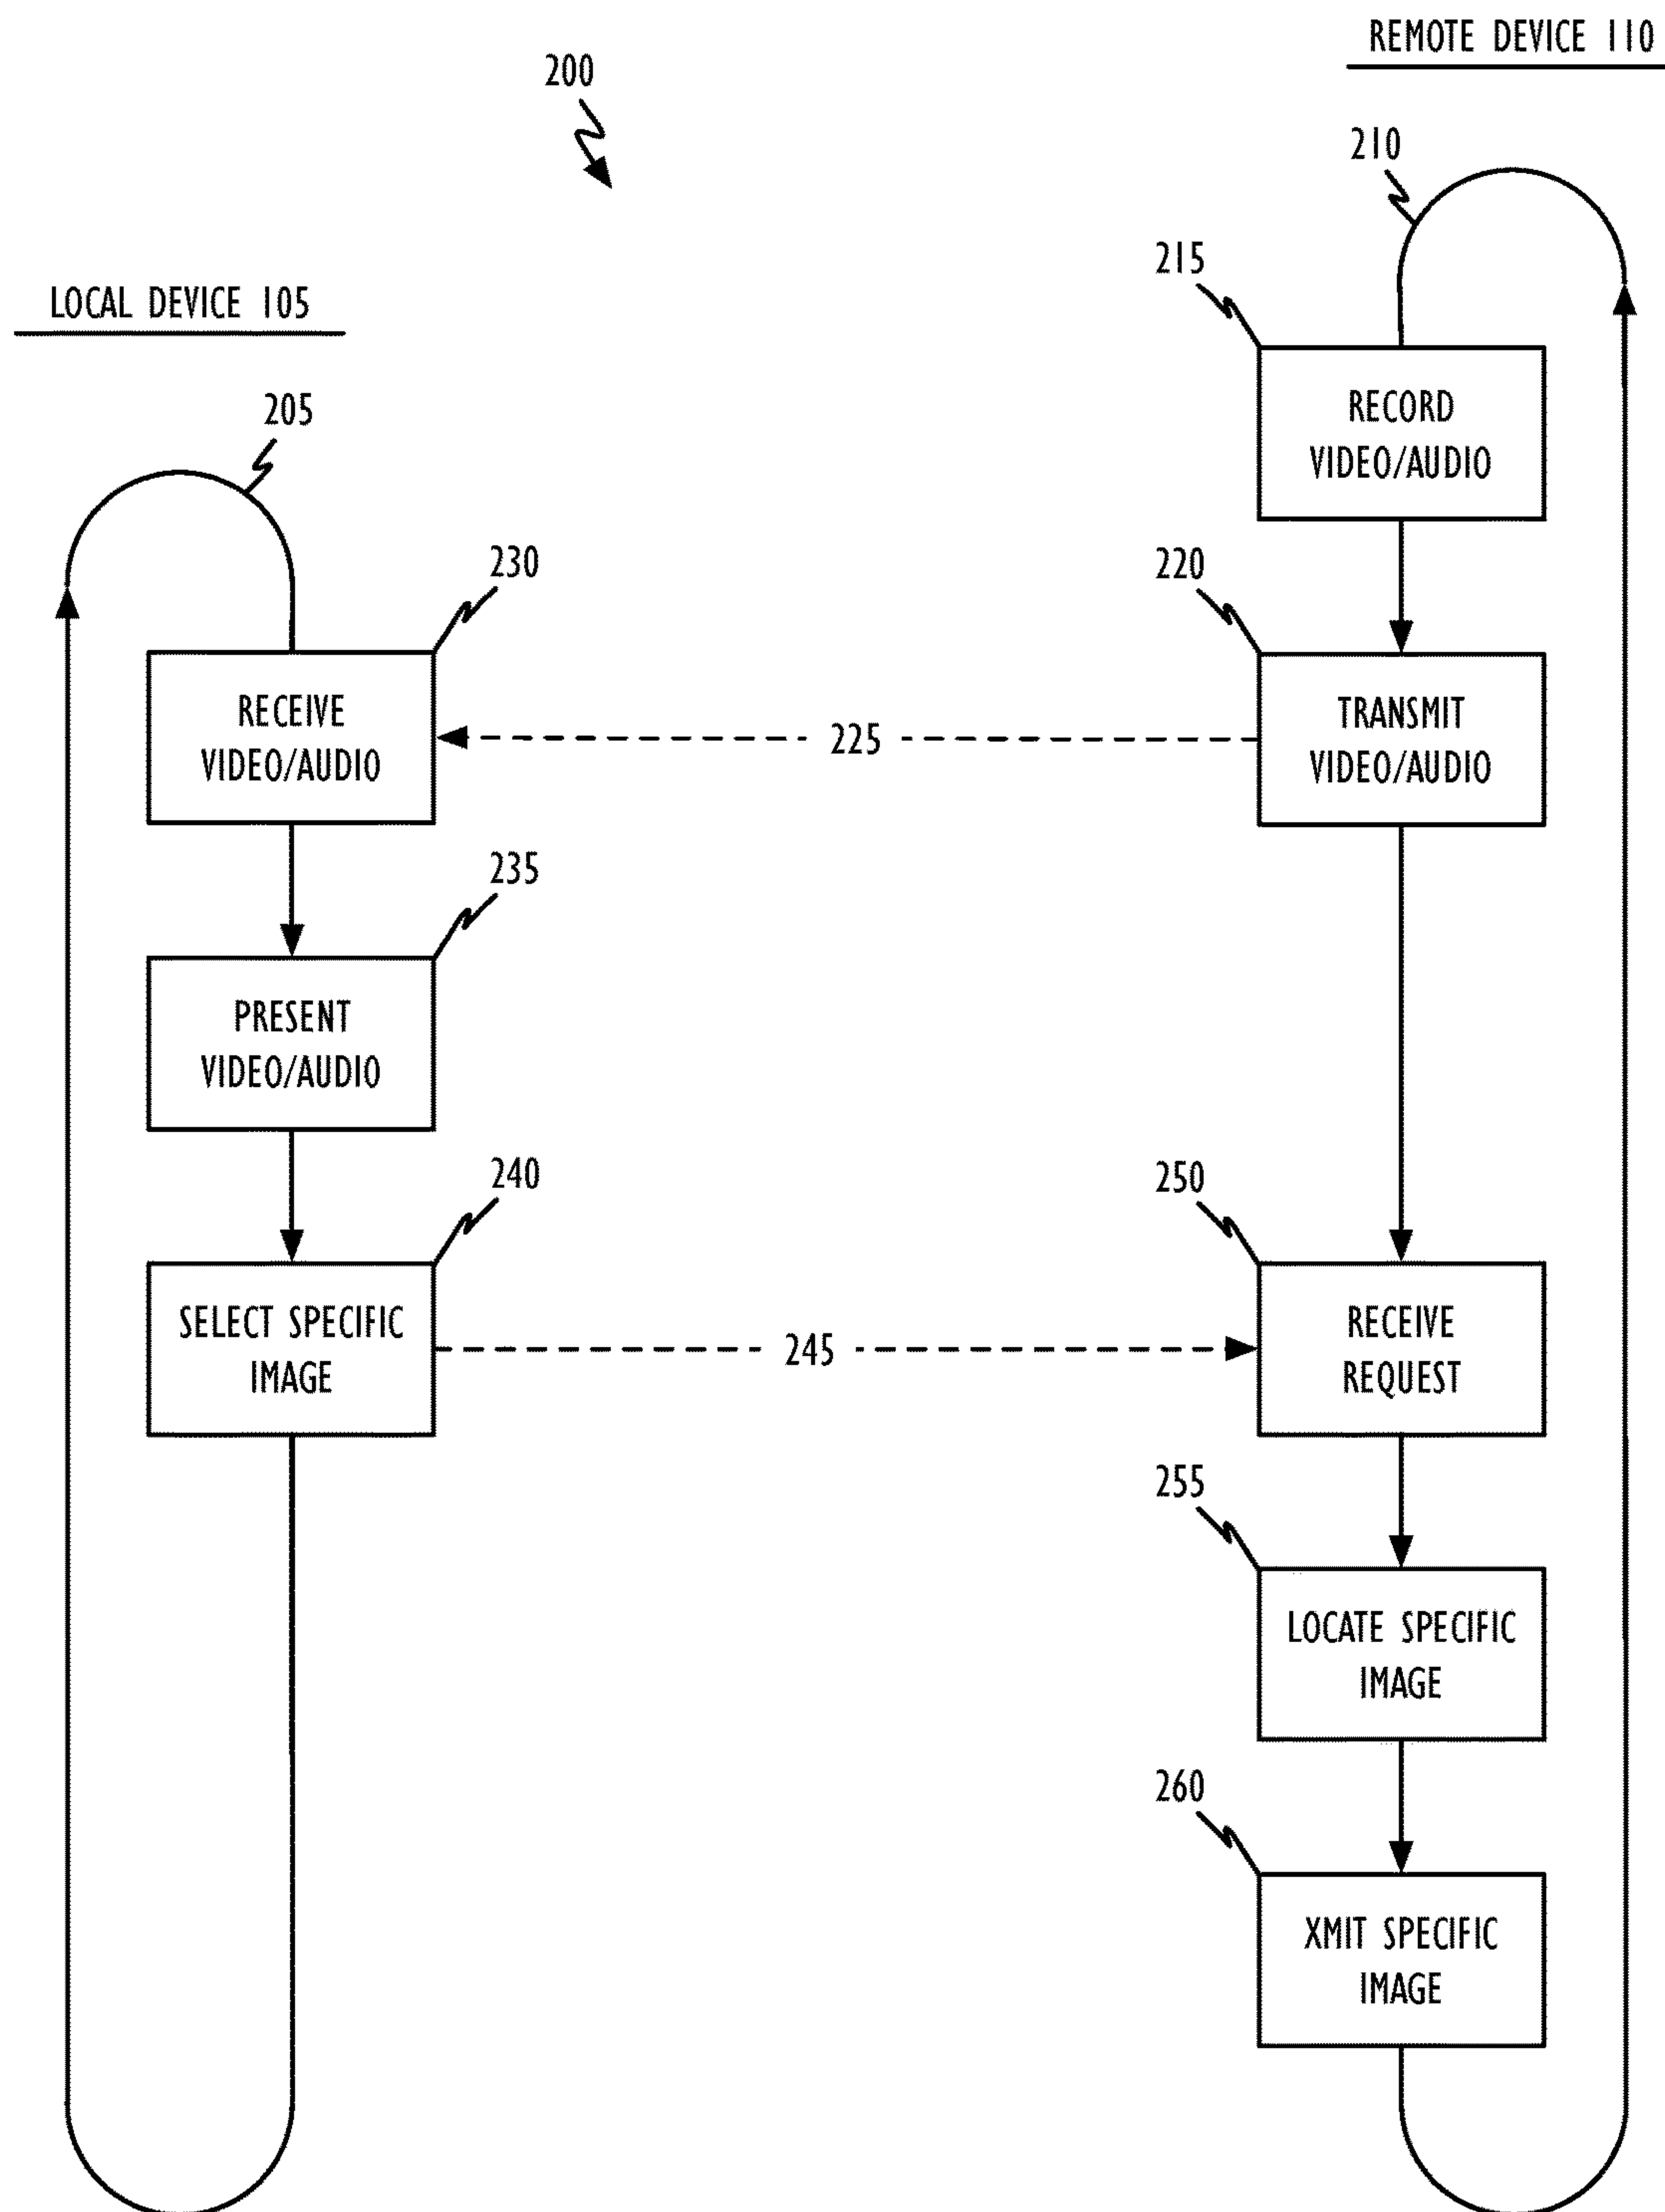 REMOTE DEVICE 110
200
210
215
LOCAL DEVICE 105
RECORD
VIDEO/AUDIO
205
230
220
RECEIVE
VIDEO/AUDIO
225
TRANSMIT
VIDEO/AUDIO
235
PRESENT
VIDEO/AUDIO
240
250
SELECT SPECIFIC
IMAGE
245
RECEIVE
REQUEST
255
LOCATE SPECIFIC
IMAGE
260
XMIT SPECIFIC
IMAGE